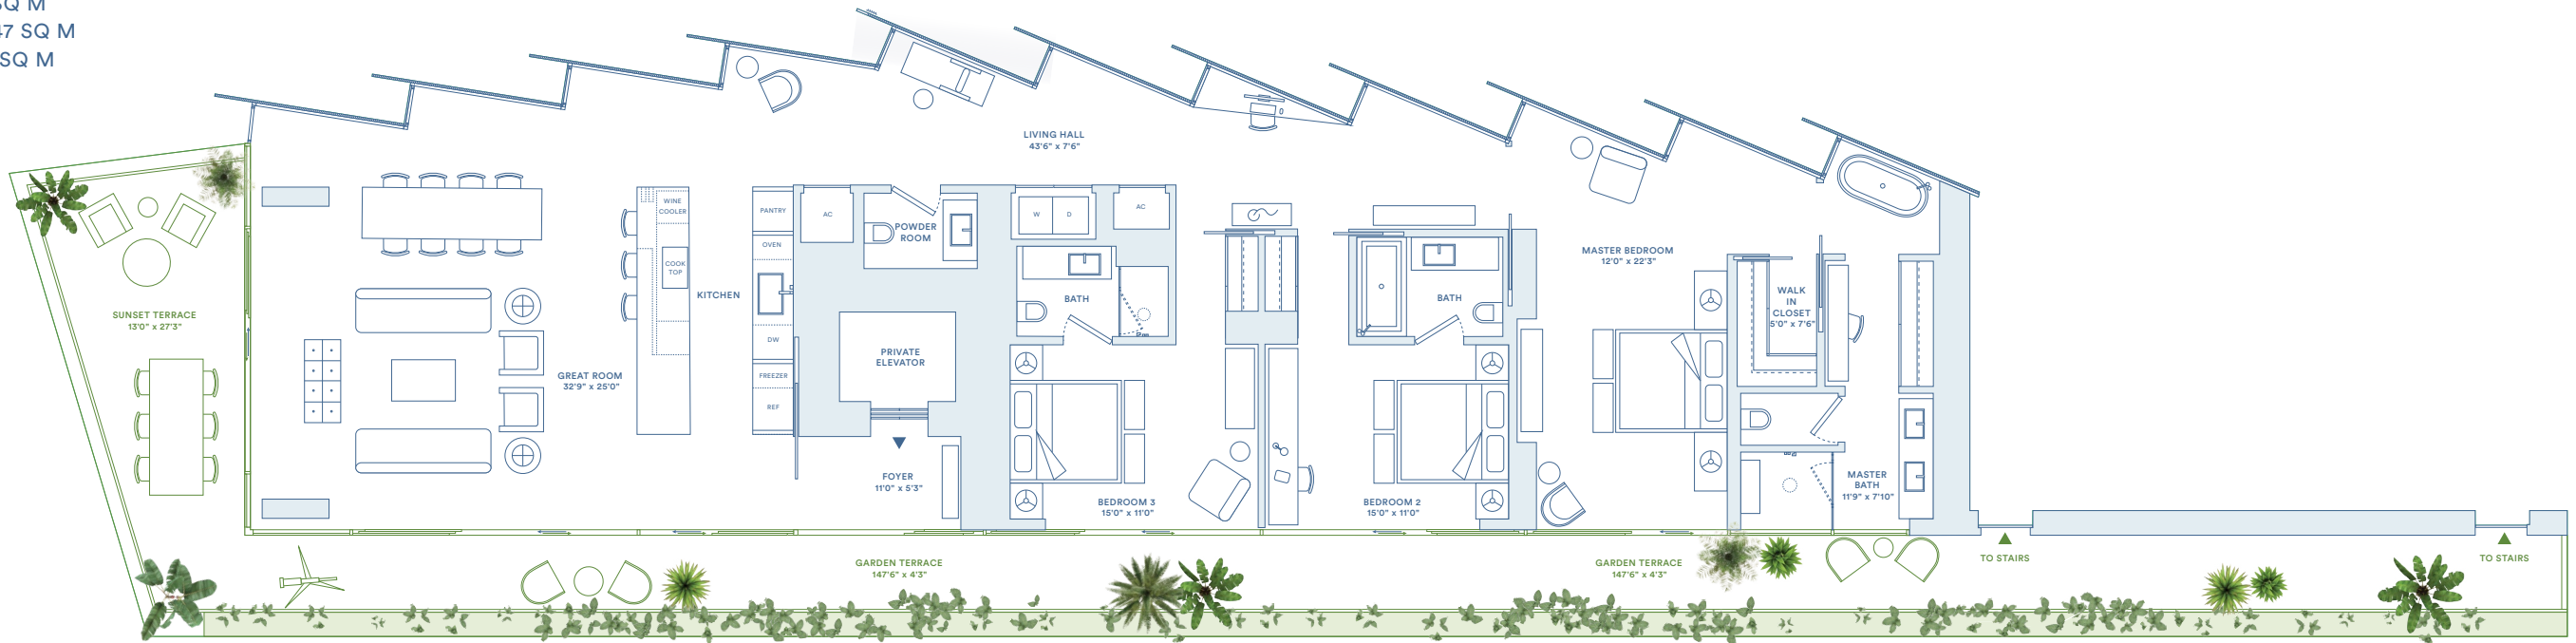 SQ M
47 SQ M
SQ M
LIVING HALL
43'6" x 7'6"
WINE
COOLER
PANTRY
AC
POWDER
ROOM
W
D
AC
OVEN
COOK
TOP
KITCHEN
BATH
BATH
MASTER BEDROOM
12'0" x 22'3"
WALK
IN
CLOSET
5'0" x 7'6"
SUNSET TERRACE
13'0" x 27'3"
DW
PRIVATE
ELEVATOR
GREAT ROOM
32'9" x 25'0"
FREEZER
REF
FOYER
11'0" x 5'3"
BEDROOM 3
15'0" x 11'0"
BEDROOM 2
15'0" x 11'0"
MASTER
BATH
11'9" x 7'10"
GARDEN TERRACE
147'6" x 4'3"
GARDEN TERRACE
147'6" x 4'3"
TO STAIRS
TO STAIRS